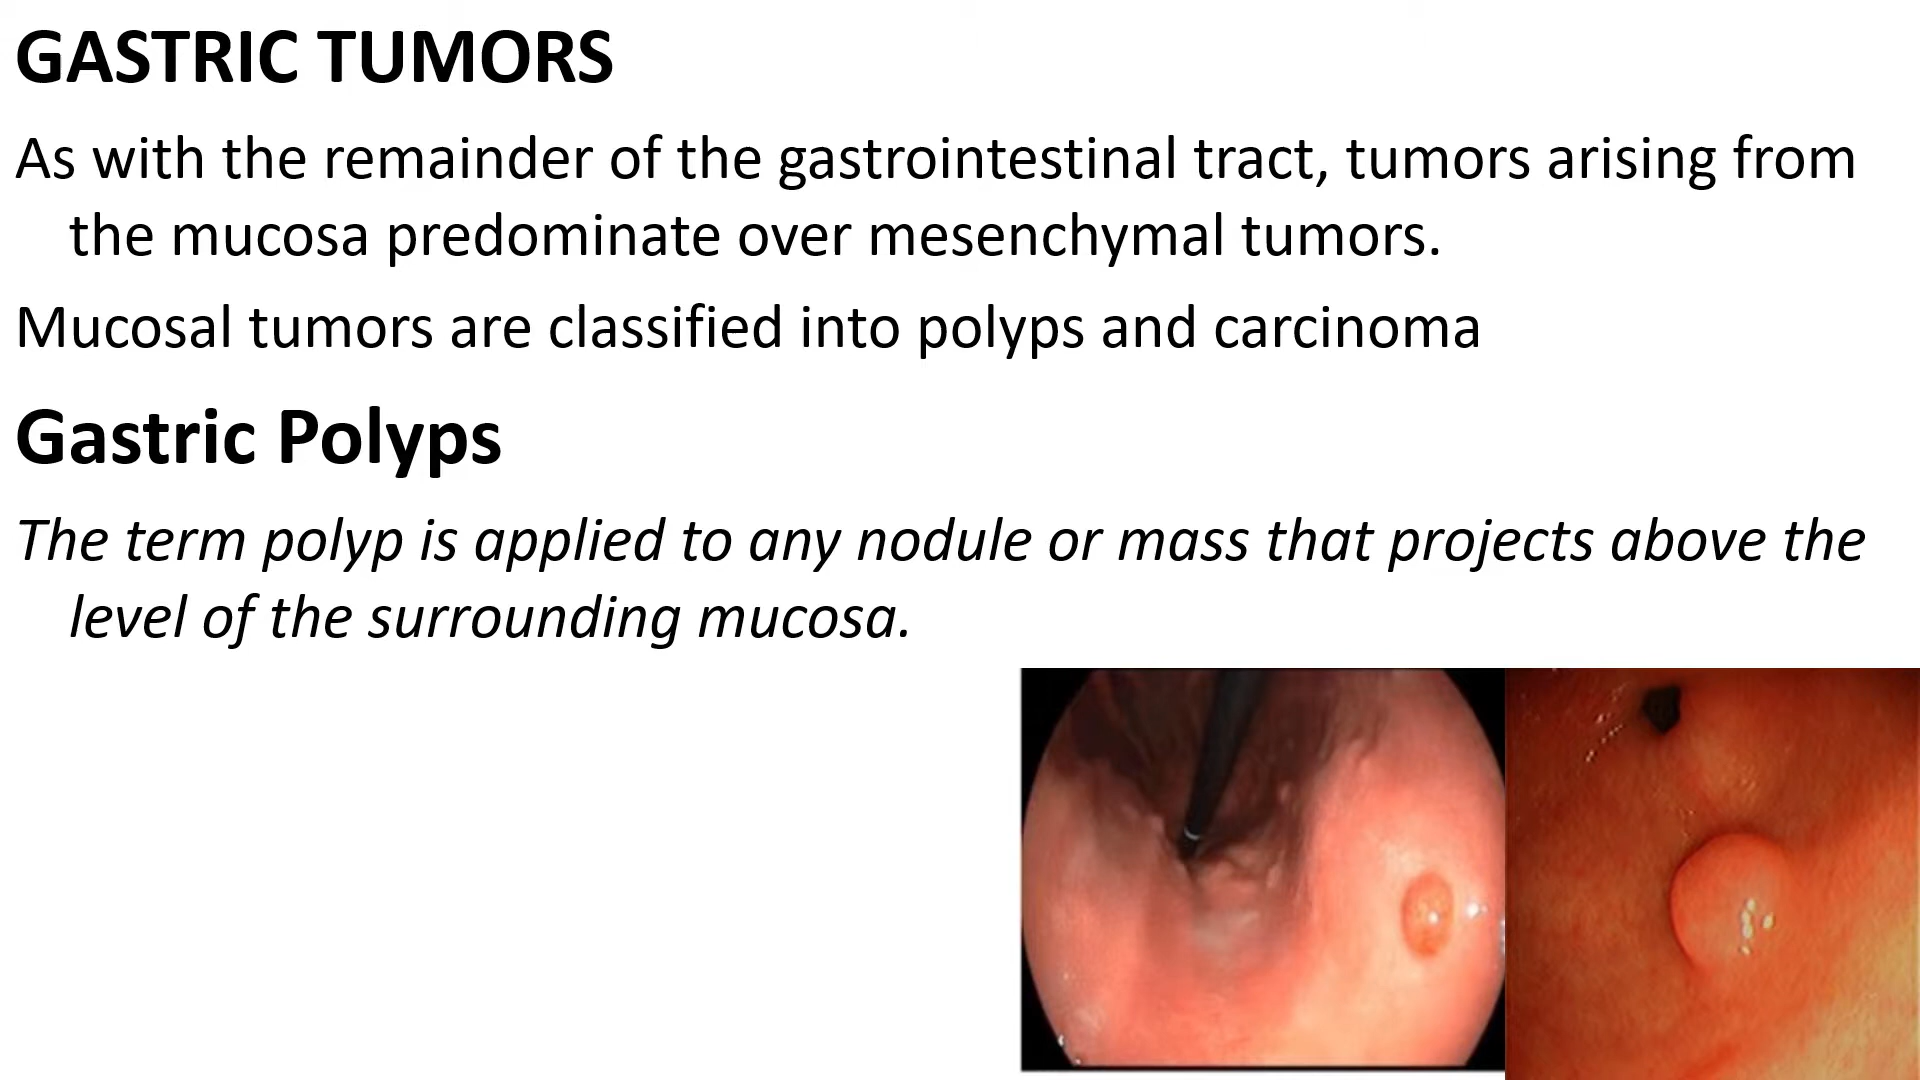 GASTRIC TUMORS
As with the remainder of the gastrointestinal tract, tumors arising from
the mucosa predominate over mesenchymal tumors.
Mucosal tumors are classified into polyps and carcinoma
Gastric Polyps
The term polyp is applied to any nodule or mass that projects above the
level of the surrounding mucosa.